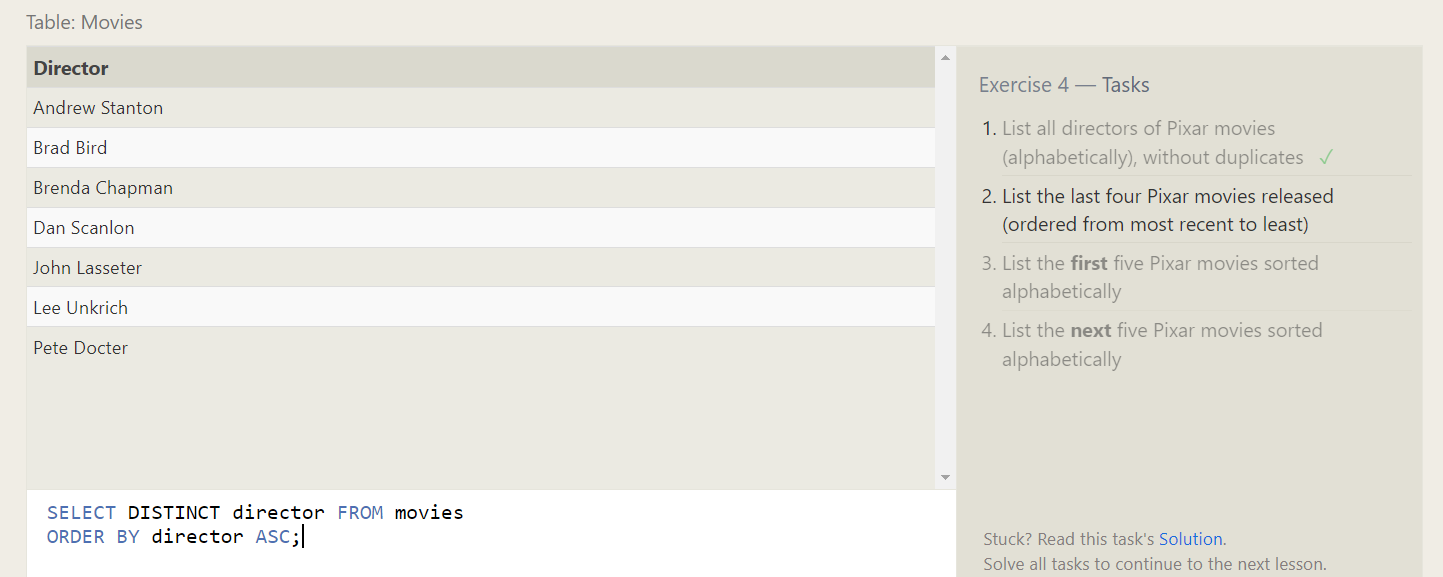 Table: Movies
Director
Andrew Stanton
Brad Bird
Brenda Chapman
Dan Scanlon
John Lasseter
Lee Unkrich
Pete Docter
SELECT DISTINCT director FROM movies
ORDER BY director ASC;
Exercise 4 — Tasks
1. List all directors of Pixar movies
(alphabetically), without duplicates ✓
2. List the last four Pixar movies released
(ordered from most recent to least)
3. List the first five Pixar movies sorted
alphabetically
4. List the next five Pixar movies sorted
alphabetically
Stuck? Read this task's Solution.
Solve all tasks to continue to the next lesson.